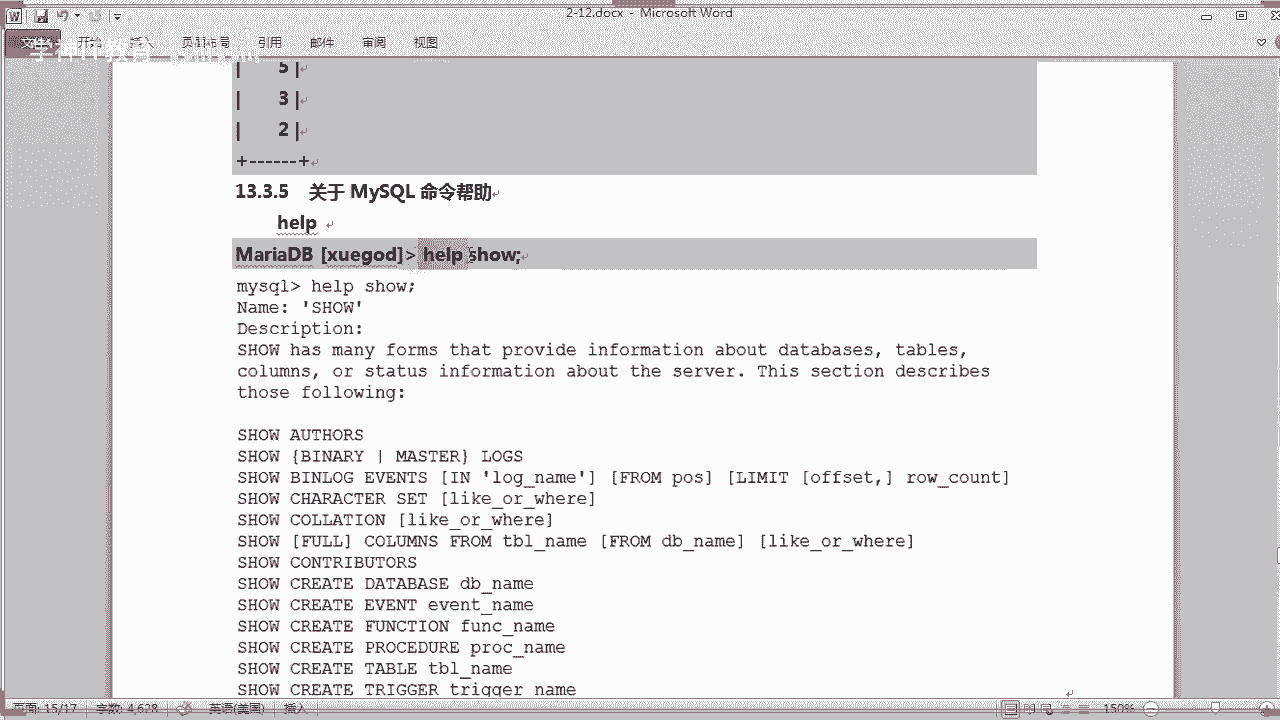 2-12.docx - Microsoft Word
文件 开始 插入 页面布局 引用 邮件 审阅 视图
学神IT教育
| 5 |
| 3 |
| 2 |
+------+
13.3.5 关于 MySQL 命令帮助
help
MariaDB [xuegod]> help show;
mysql> help show;
Name: 'SHOW'
Description:
SHOW has many forms that provide information about databases, tables,
columns, or status information about the server. This section describes
those following:
SHOW AUTHORS
SHOW {BINARY | MASTER} LOGS
SHOW BINLOG EVENTS [IN 'log_name'] [FROM pos] [LIMIT [offset,] row_count]
SHOW CHARACTER SET [like_or_where]
SHOW COLLATION [like_or_where]
SHOW [FULL] COLUMNS FROM tbl_name [FROM db_name] [like_or_where]
SHOW CONTRIBUTORS
SHOW CREATE DATABASE db_name
SHOW CREATE EVENT event_name
SHOW CREATE FUNCTION func_name
SHOW CREATE PROCEDURE proc_name
SHOW CREATE TABLE tbl_name
SHOW CREATE TRIGGER trigger_name
页面: 15/17 字数: 4,628 英语(美国) 插入 150%